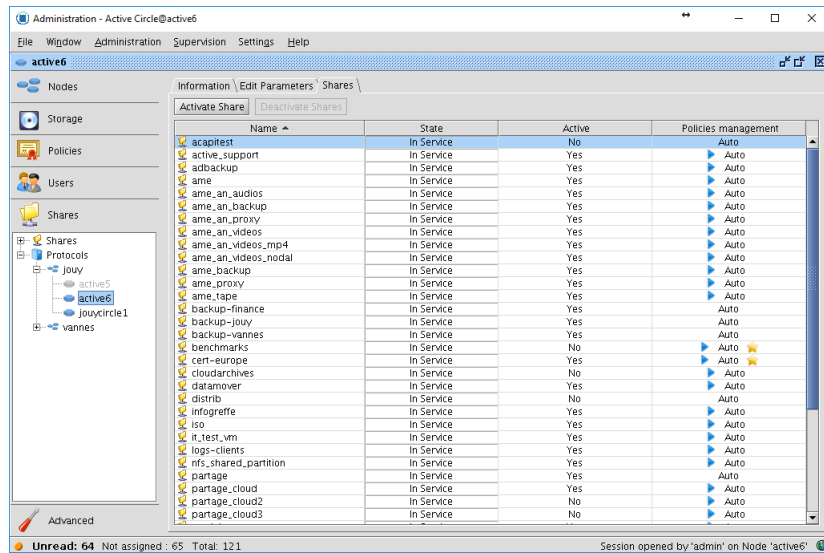 Administration - Active Circle@active6
File Window Administration Supervision Settings Help
active6
Nodes
Storage
Policies
Users
Shares
Shares
Protocols
jouy
active5
active6
jouycircle1
vannes
Advanced
Information Edit Parameters Shares
Activate Share Deactivate Shares
Name State Active Policies management
acapitest In Service No Auto
active_support In Service Yes Auto
adbackup In Service Yes Auto
ame In Service Yes Auto
ame_an_audios In Service Yes Auto
ame_an_backup In Service Yes Auto
ame_an_proxy In Service Yes Auto
ame_an_videos In Service Yes Auto
ame_an_videos_mp4 In Service Yes Auto
ame_an_videos_nodal In Service Yes Auto
ame_backup In Service Yes Auto
ame_proxy In Service Yes Auto
ame_tape In Service Yes Auto
backup-finance In Service Yes Auto
backup-jouy In Service Yes Auto
backup-vannes In Service Yes Auto
benchmarks In Service No Auto
cert-europe In Service Yes Auto
cloudarchives In Service No Auto
datamover In Service Yes Auto
distrib In Service No Auto
infogreffe In Service Yes Auto
iso In Service Yes Auto
it_test_vm In Service Yes Auto
logs-clients In Service Yes Auto
nfs_shared_partition In Service Yes Auto
partage In Service Yes Auto
partage_cloud In Service Yes Auto
partage_cloud2 In Service No Auto
partage_cloud3 In Service No Auto
Unread: 64 Not assigned : 65 Total: 121
Session opened by 'admin' on Node 'active6'